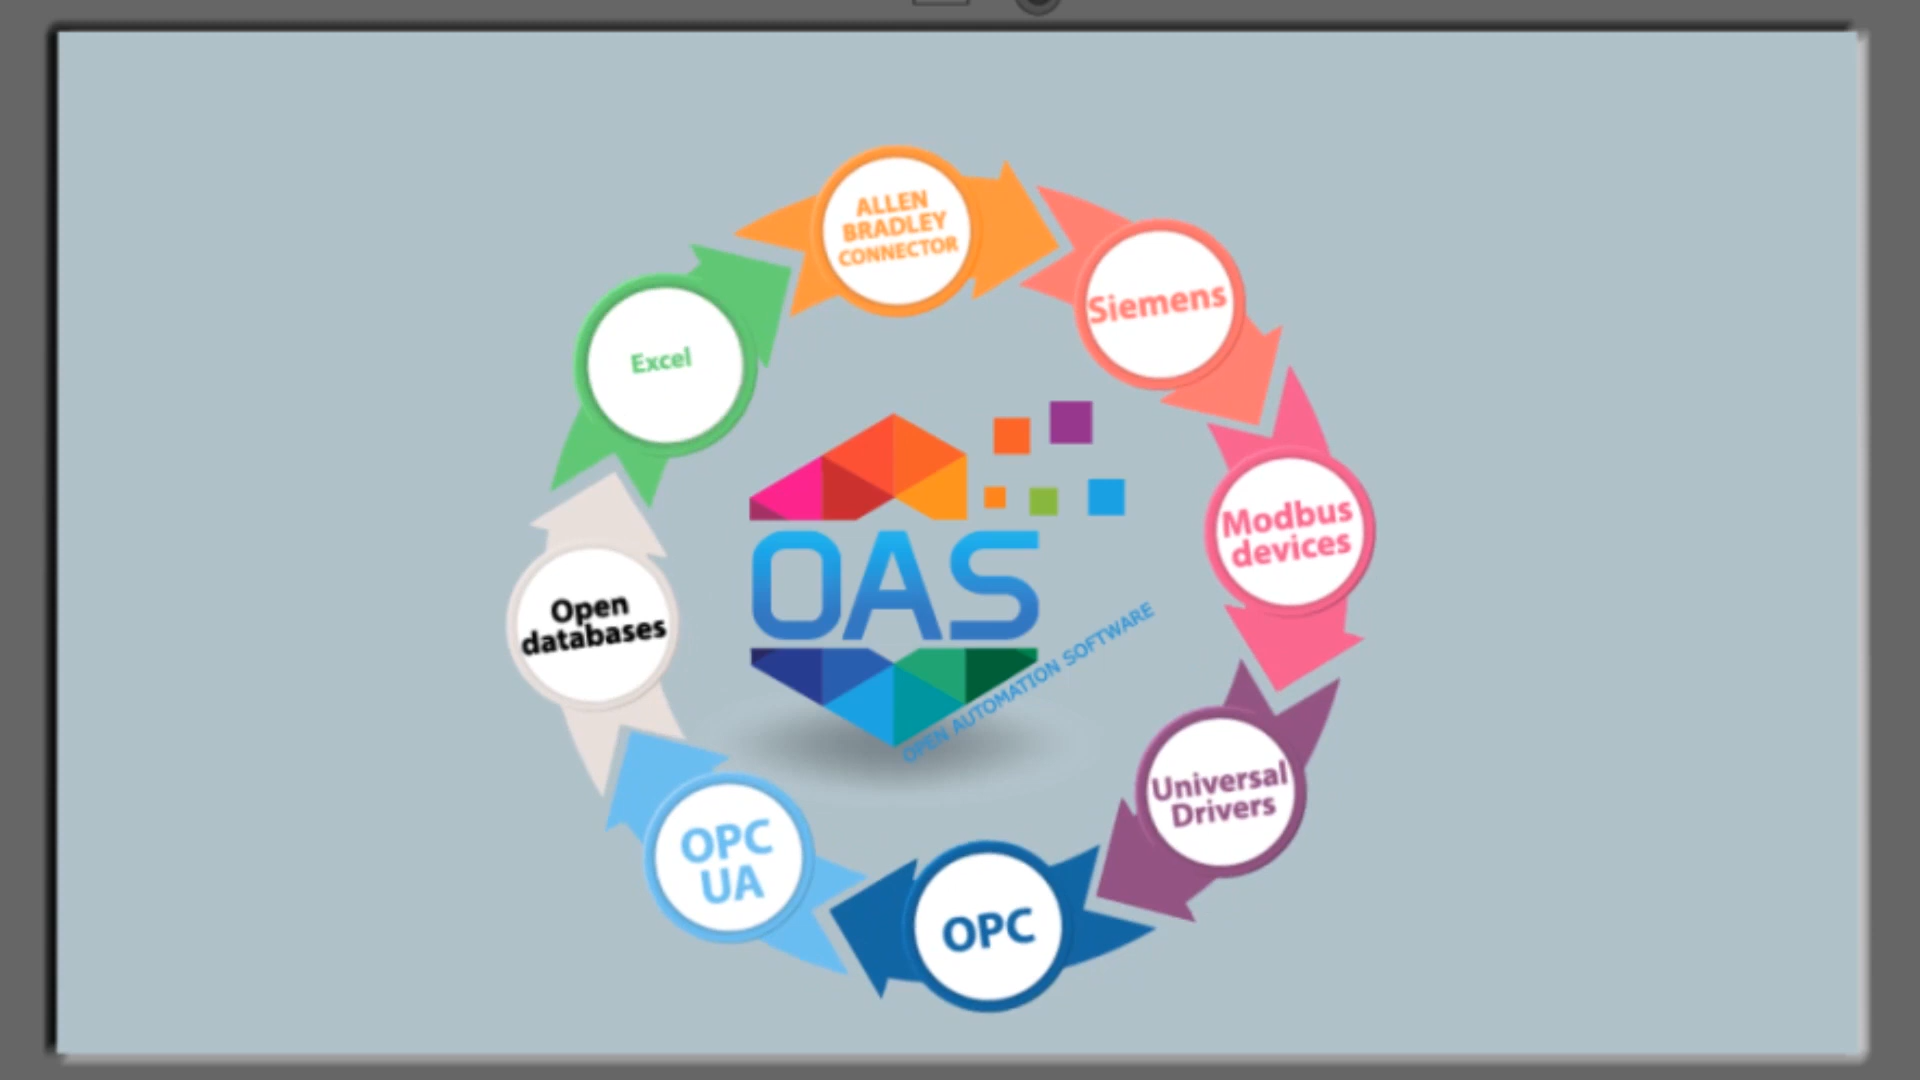 ALLEN
BRADLEY
CONNECTOR
Siemens
Modbus
devices
Universal
Drivers
OPC
OPC
UA
Open
databases
Excel
OAS
OPEN AUTOMATION SOFTWARE